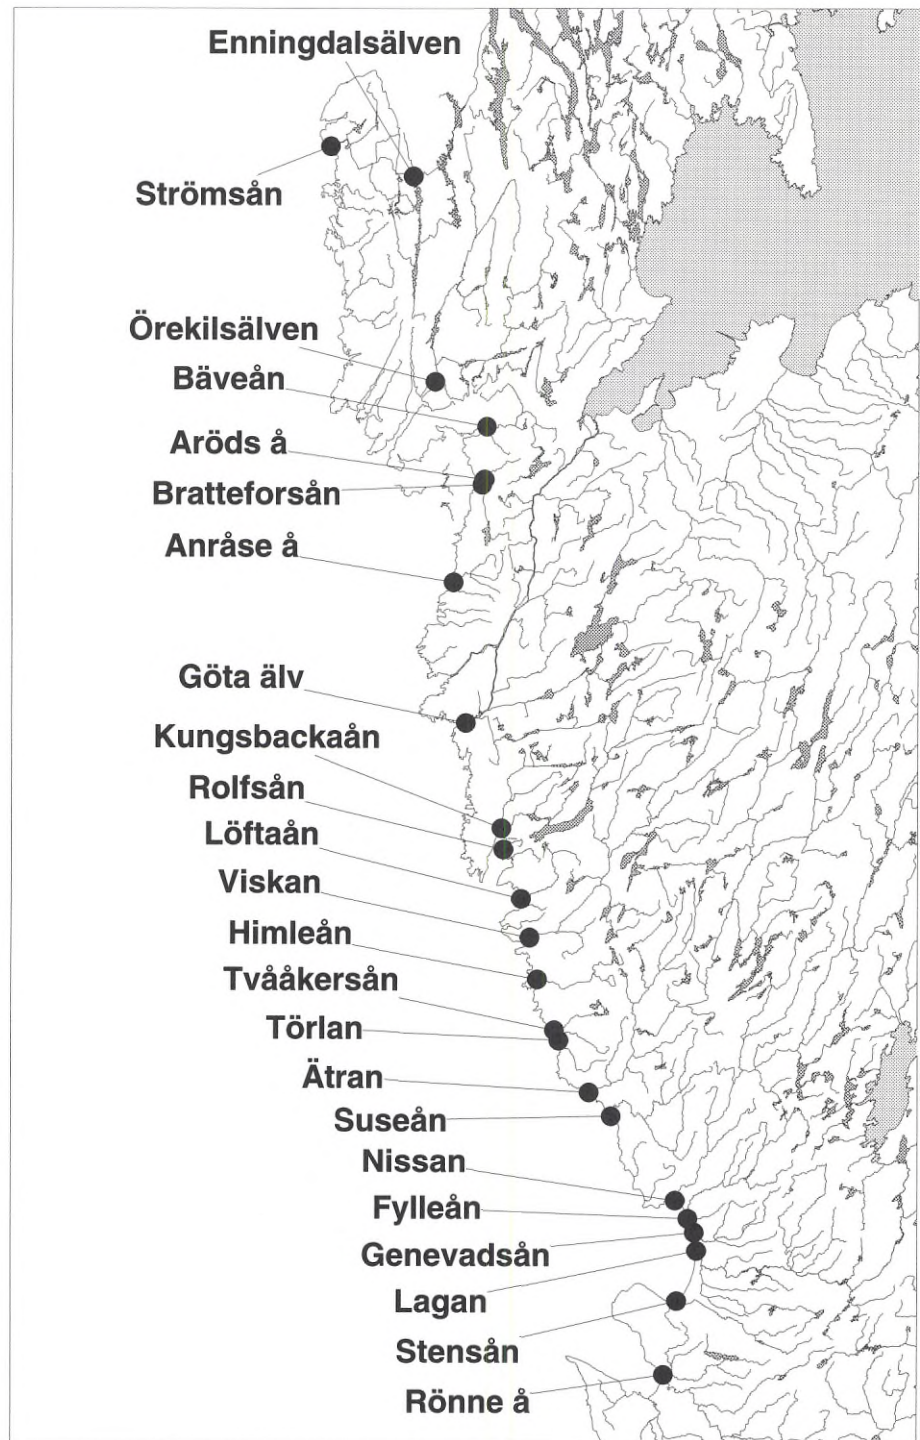 Enningdalsälven
Strömsån
Örekilsälven
Bäveån
Aröds å
Bratteforsån
Anråse å
Göta älv
Kungsbackaån
Rolfsån
Löftaån
Viskan
Himleån
Tvååkersån
Törlan
Ätran
Suseån
Nissan
Fylleån
Genevadsån
Lagan
Stensån
Rönne å